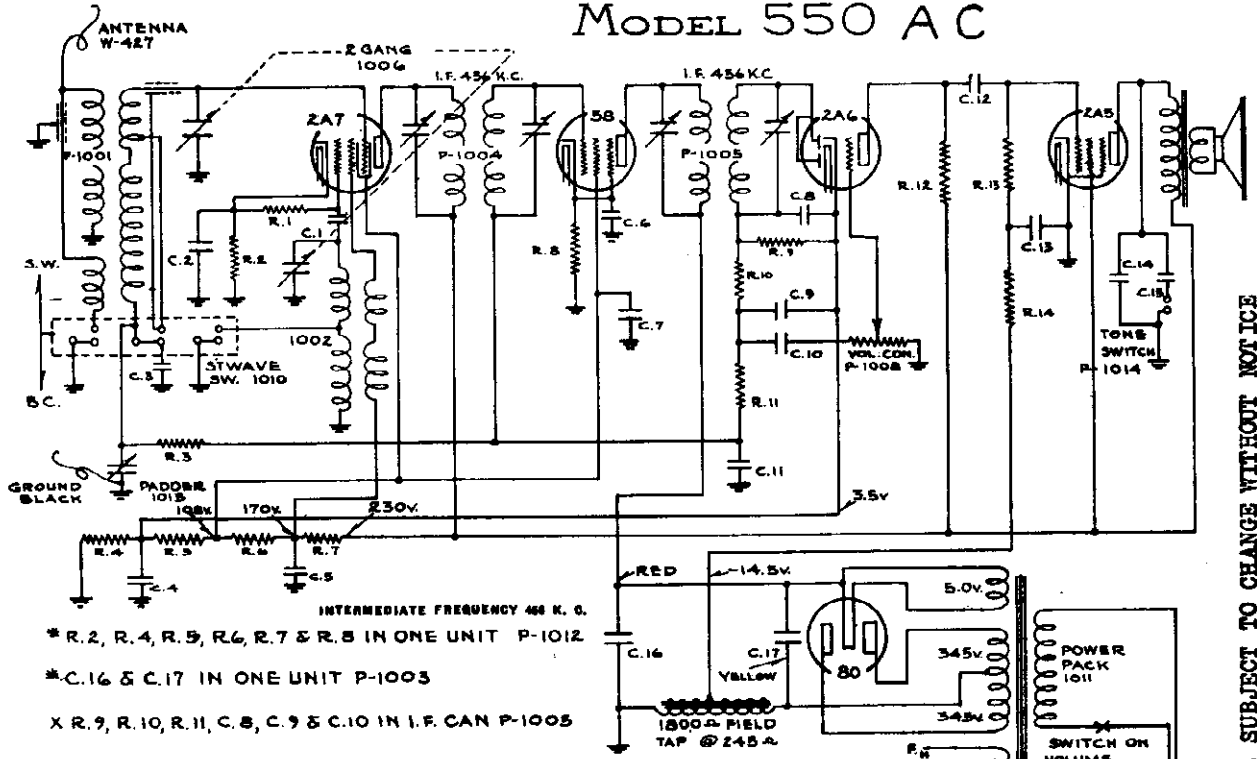 MODEL 550 AC
ANTENNA
W-427
2 GANG
1006
I.F. 456 K.C.
I.F. 456 KC
2A7
58
2A6
2A5
C.12
P-1001
P-1004
P-1005
R.12
R.13
R.1
C.1
C.2
R.2
C.6
R.8
C.8
R.9
C.13
S.W.
R.10
C.14
C.15
C.7
C.9
R.14
1002
C.10
VOL. CON.
P-1008
TONE
SWITCH
P-1014
C.3
ST WAVE
SW. 1010
B.C.
R.11
R.3
C.11
GROUND
BLACK
PADDER
1013
108V.
170V.
230V.
3.5V
R.4
R.5
R.6
R.7
C.4
C.5
RED
-14.5V.
5.0V.
INTERMEDIATE FREQUENCY 456 K. C.
* R.2, R.4, R.5, R.6, R.7 & R.8 IN ONE UNIT P-1012
C.16
C.17
YELLOW
80
345V.
POWER
PACK
1011
* C.16 & C.17 IN ONE UNIT P-1003
X R.9, R.10, R.11, C.8, C.9 & C.10 IN I.F. CAN P-1005
1800 Ω FIELD
TAP @ 245 Ω
345V.
SWITCH ON
VOLUME
SUBJECT TO CHANGE WITHOUT NOTICE